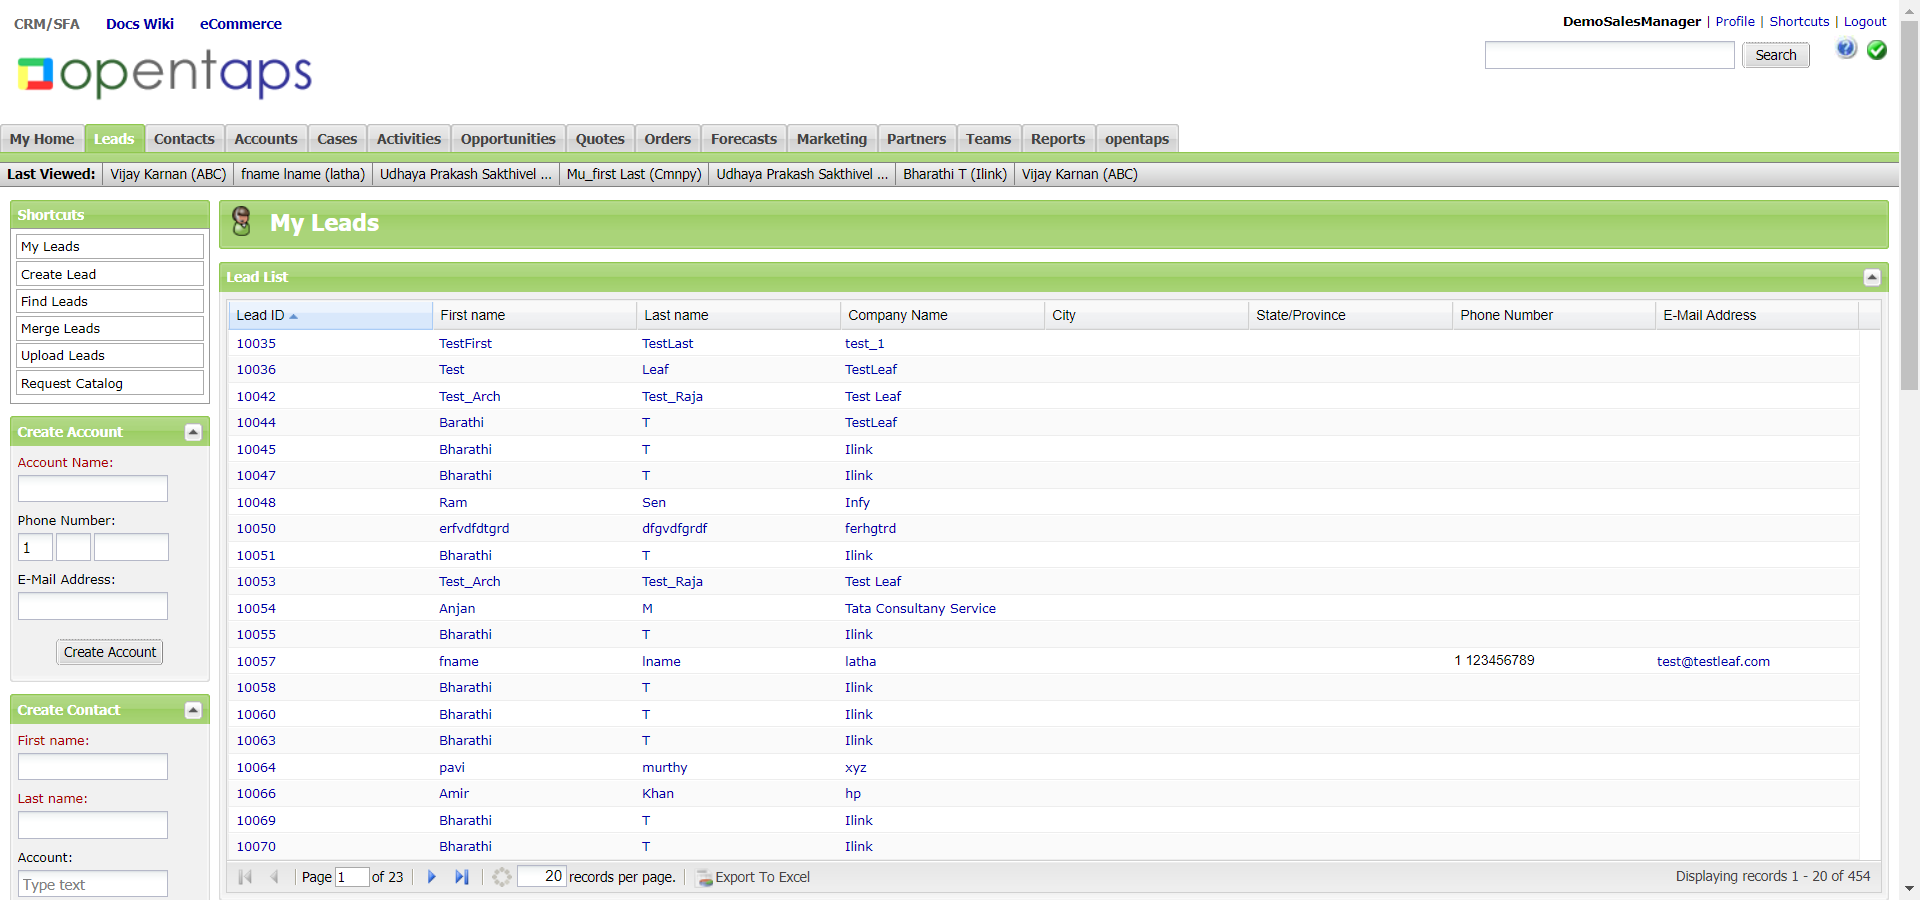 CRM/SFA Docs Wiki eCommerce
DemoSalesManager | Profile | Shortcuts | Logout
Search
opentaps
My Home Leads Contacts Accounts Cases Activities Opportunities Quotes Orders Forecasts Marketing Partners Teams Reports opentaps
Last Viewed: Vijay Karnan (ABC) fname lname (latha) Udhaya Prakash Sakthivel ... Mu_first Last (Cmnpy) Udhaya Prakash Sakthivel ... Bharathi T (Ilink) Vijay Karnan (ABC)
Shortcuts
My Leads
Create Lead
Find Leads
Merge Leads
Upload Leads
Request Catalog
Create Account
Account Name:
Phone Number:
1
E-Mail Address:
Create Account
Create Contact
First name:
Last name:
Account:
Type text
My Leads
Lead List
Lead ID First name Last name Company Name City State/Province Phone Number E-Mail Address
10035 TestFirst TestLast test_1
10036 Test Leaf TestLeaf
10042 Test_Arch Test_Raja Test Leaf
10044 Barathi T TestLeaf
10045 Bharathi T Ilink
10047 Bharathi T Ilink
10048 Ram Sen Infy
10050 erfvdfdtgrd dfgvdfgrdf ferhgtrd
10051 Bharathi T Ilink
10053 Test_Arch Test_Raja Test Leaf
10054 Anjan M Tata Consultany Service
10055 Bharathi T Ilink
10057 fname lname latha 1 123456789 test@testleaf.com
10058 Bharathi T Ilink
10060 Bharathi T Ilink
10063 Bharathi T Ilink
10064 pavi murthy xyz
10066 Amir Khan hp
10069 Bharathi T Ilink
10070 Bharathi T Ilink
Page 1 of 23 20 records per page. Export To Excel Displaying records 1 - 20 of 454